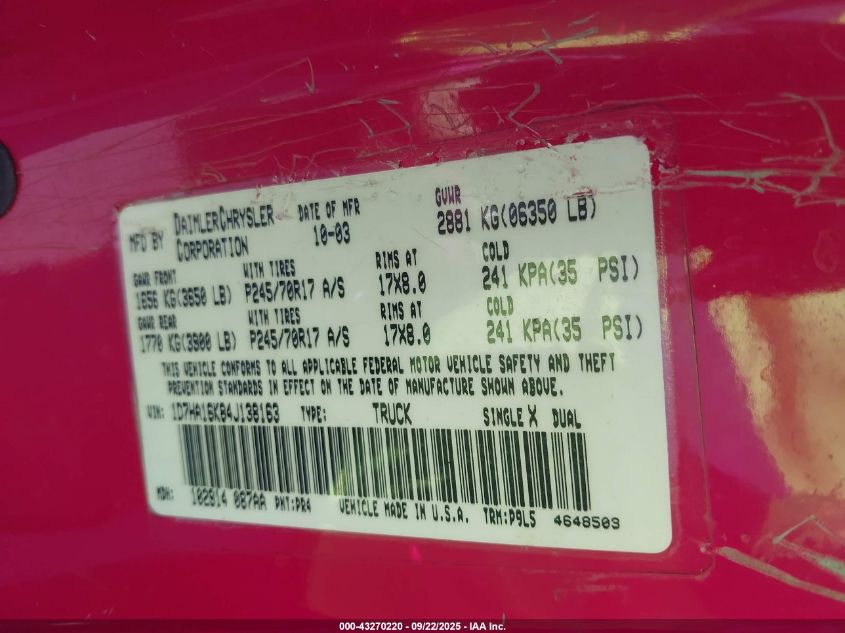 MFD BY DAIMLERCHRYSLER CORPORATION DATE OF MFR 10-03 GVWR 2881 KG(06350 LB)
GAWR FRONT WITH TIRES RIMS AT COLD
1656 KG(3650 LB) P245/70R17 A/S 17X8.0 241 KPA(35 PSI)
GAWR REAR WITH TIRES RIMS AT COLD
1770 KG(3900 LB) P245/70R17 A/S 17X8.0 241 KPA(35 PSI)
THIS VEHICLE CONFORMS TO ALL APPLICABLE FEDERAL MOTOR VEHICLE SAFETY AND THEFT
PREVENTION STANDARDS IN EFFECT ON THE DATE OF MANUFACTURE SHOWN ABOVE.
VIN: 1D7HA16K84J138163 TYPE: TRUCK SINGLE X DUAL
MDH: 102914 087AA PNT:PR4 VEHICLE MADE IN U.S.A. TRM:P9L5 4648503
000-43270220 - 09/22/2025 - IAA Inc.